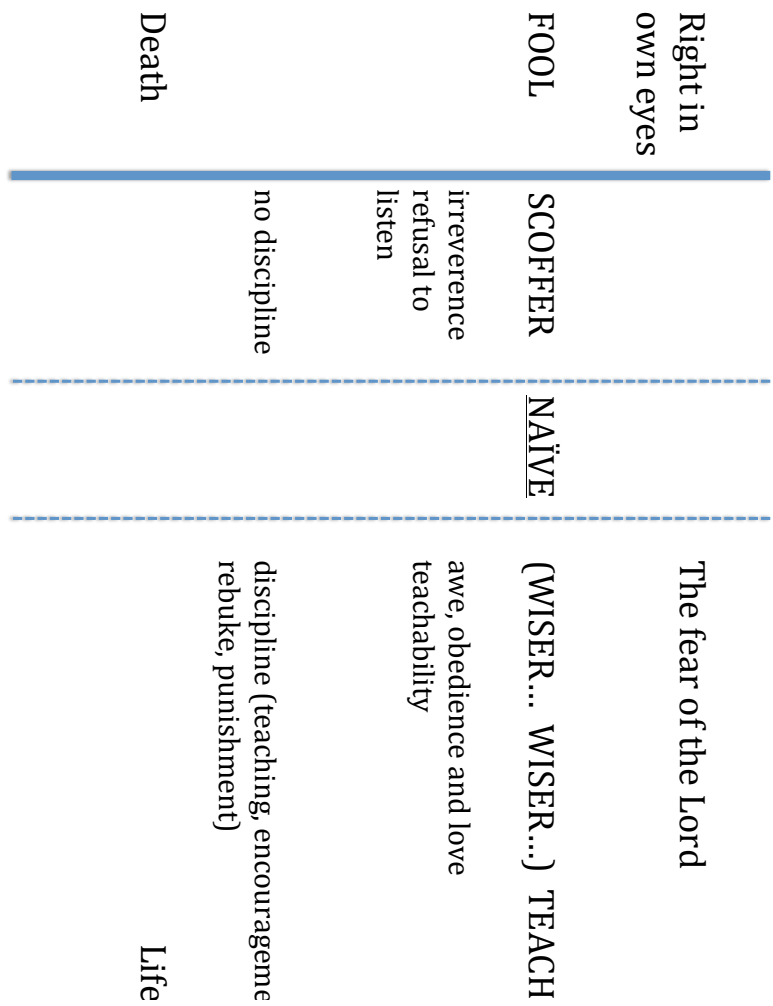 Right in
own eyes
The fear of the Lord
FOOL
SCOFFER
NAÏVE
(WISER... WISER...) TEACH
irreverence
refusal to
listen
awe, obedience and love
teachability
no discipline
discipline (teaching, encourageme
rebuke, punishment)
Death
Life